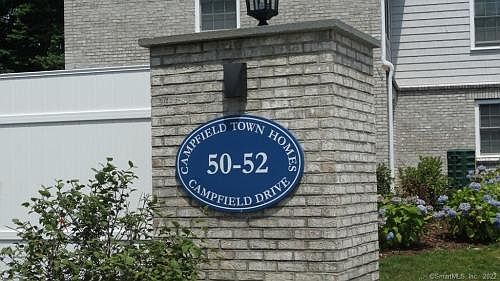 CAMPFIELD TOWN HOMES
50-52
CAMPFIELD DRIVE
©SmartMLS, Inc. 2022